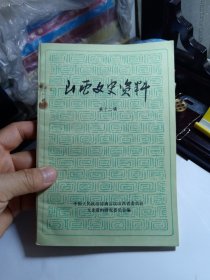 山西文史资料
第十二辑
中国人民政治协商会议山西省委员会
文史资料研究委员会编